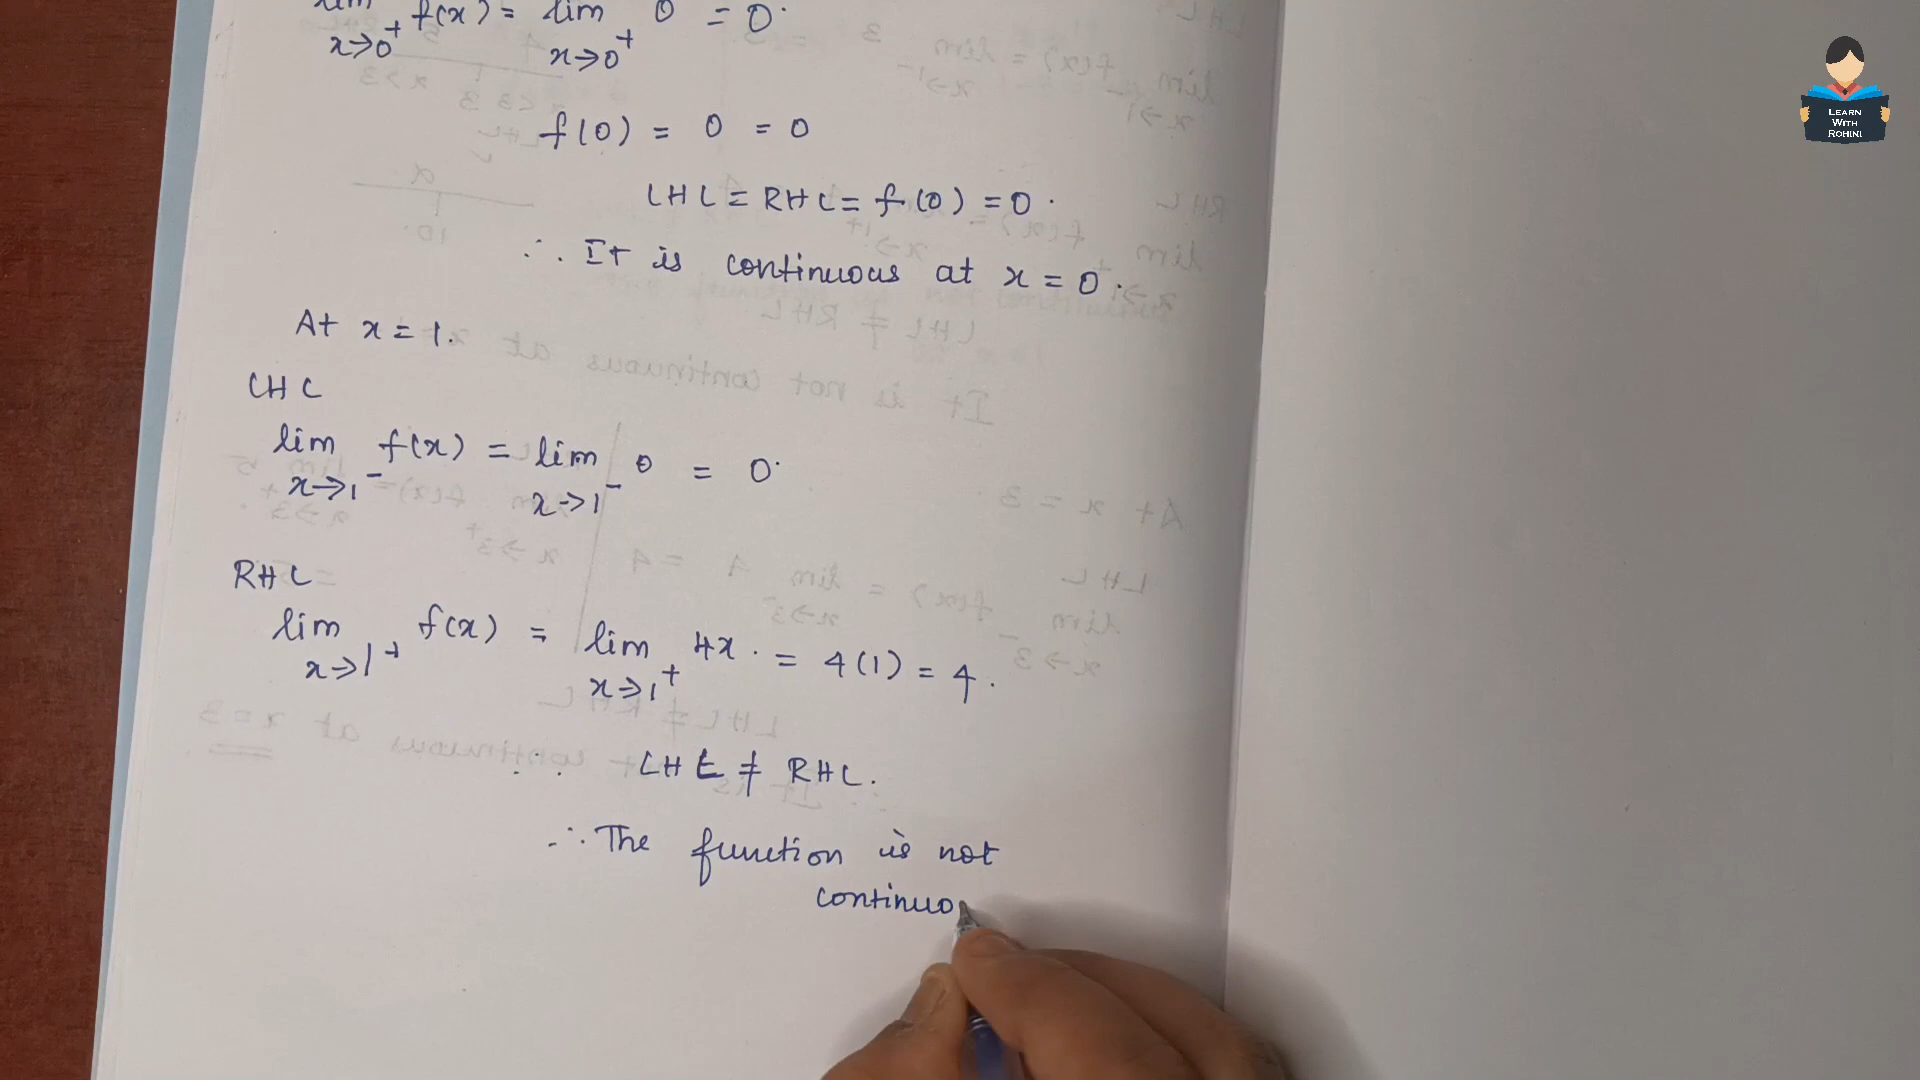 lim f(x) = lim 0 = 0.
x→0⁺ x→0⁺
f(0) = 0 = 0
LHL = RHL = f(0) = 0.
∴ It is continuous at x = 0.
At x = 1.
LHL
lim f(x) = lim 0 = 0.
x→1⁻ x→1⁻
RHL
lim f(x) = lim 4x. = 4(1) = 4.
x→1⁺ x→1⁺
∴ LHL ≠ RHL.
∴ The function is not
continuo
LEARN
WITH
ROHINI